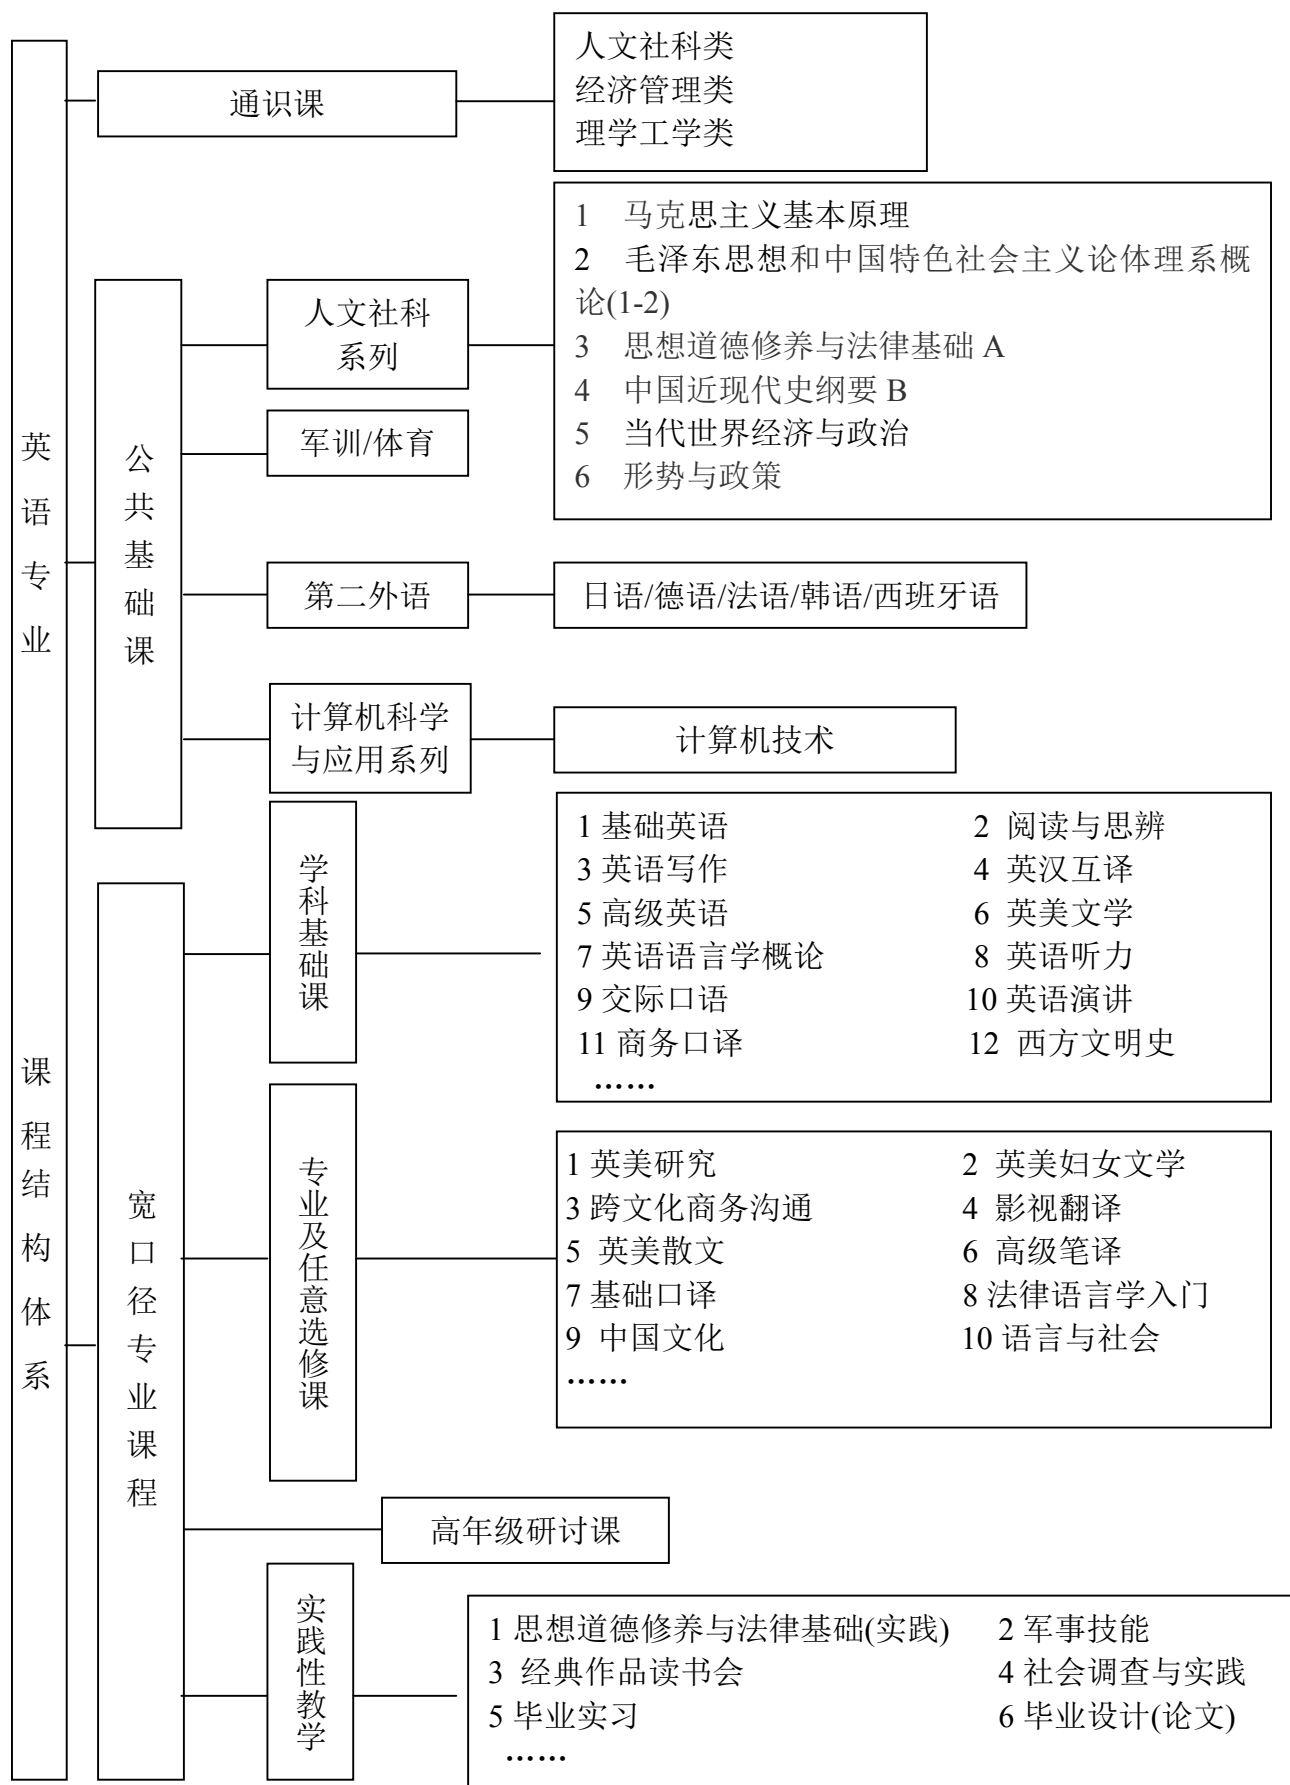 英语专业 课程结构体系
通识课
人文社科类
经济管理类
理学工学类
公共基础课
人文社科
系列
1 马克思主义基本原理
2 毛泽东思想和中国特色社会主义论体理系概
论(1-2)
3 思想道德修养与法律基础 A
4 中国近现代史纲要 B
5 当代世界经济与政治
6 形势与政策
军训/体育
第二外语
日语/德语/法语/韩语/西班牙语
计算机科学
与应用系列
计算机技术
宽口径专业课程
学科基础课
1 基础英语 2 阅读与思辨
3 英语写作 4 英汉互译
5 高级英语 6 英美文学
7 英语语言学概论 8 英语听力
9 交际口语 10 英语演讲
11 商务口译 12 西方文明史
……
专业及任意选修课
1 英美研究 2 英美妇女文学
3 跨文化商务沟通 4 影视翻译
5 英美散文 6 高级笔译
7 基础口译 8 法律语言学入门
9 中国文化 10 语言与社会
……
高年级研讨课
实践性教学
1 思想道德修养与法律基础(实践) 2 军事技能
3 经典作品读书会 4 社会调查与实践
5 毕业实习 6 毕业设计(论文)
……